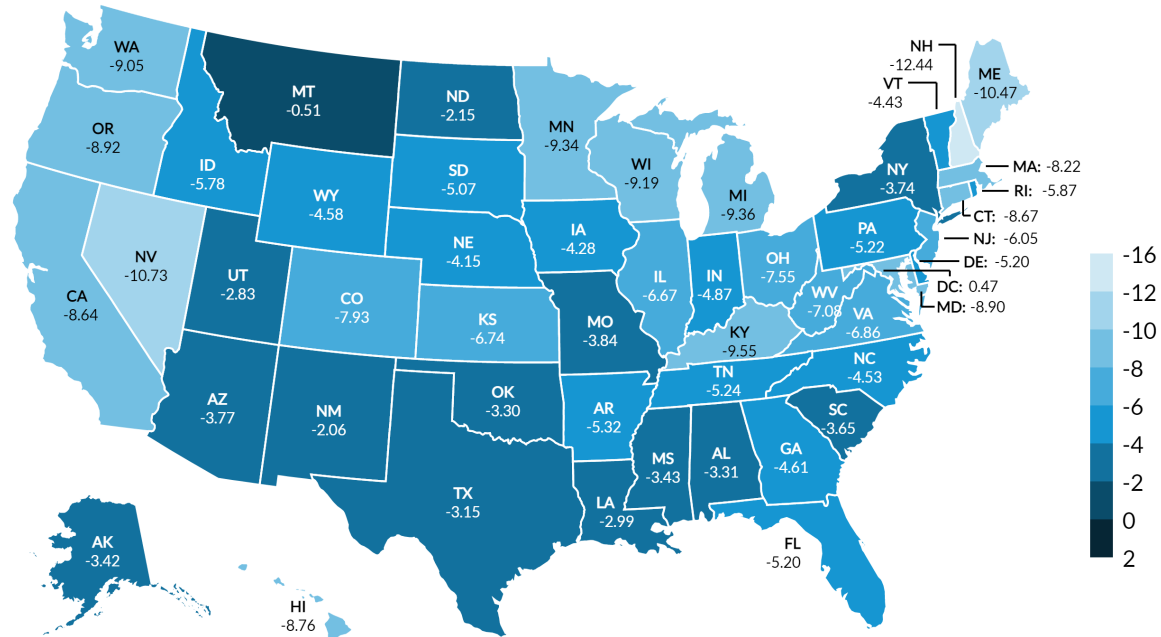 WA
-9.05
OR
-8.92
CA
-8.64
NV
-10.73
ID
-5.78
MT
-0.51
WY
-4.58
UT
-2.83
CO
-7.93
AZ
-3.77
NM
-2.06
ND
-2.15
SD
-5.07
NE
-4.15
KS
-6.74
OK
-3.30
TX
-3.15
MN
-9.34
IA
-4.28
MO
-3.84
AR
-5.32
LA
-2.99
WI
-9.19
IL
-6.67
MI
-9.36
IN
-4.87
OH
-7.55
KY
-9.55
TN
-5.24
MS
-3.43
AL
-3.31
GA
-4.61
FL
-5.20
SC
-3.65
NC
-4.53
VA
-6.86
WV
-7.08
PA
-5.22
NY
-3.74
VT
-4.43
NH
-12.44
ME
-10.47
MA: -8.22
RI: -5.87
CT: -8.67
NJ: -6.05
DE: -5.20
DC: 0.47
MD: -8.90
AK
-3.42
HI
-8.76
-16
-12
-10
-8
-6
-4
-2
0
2